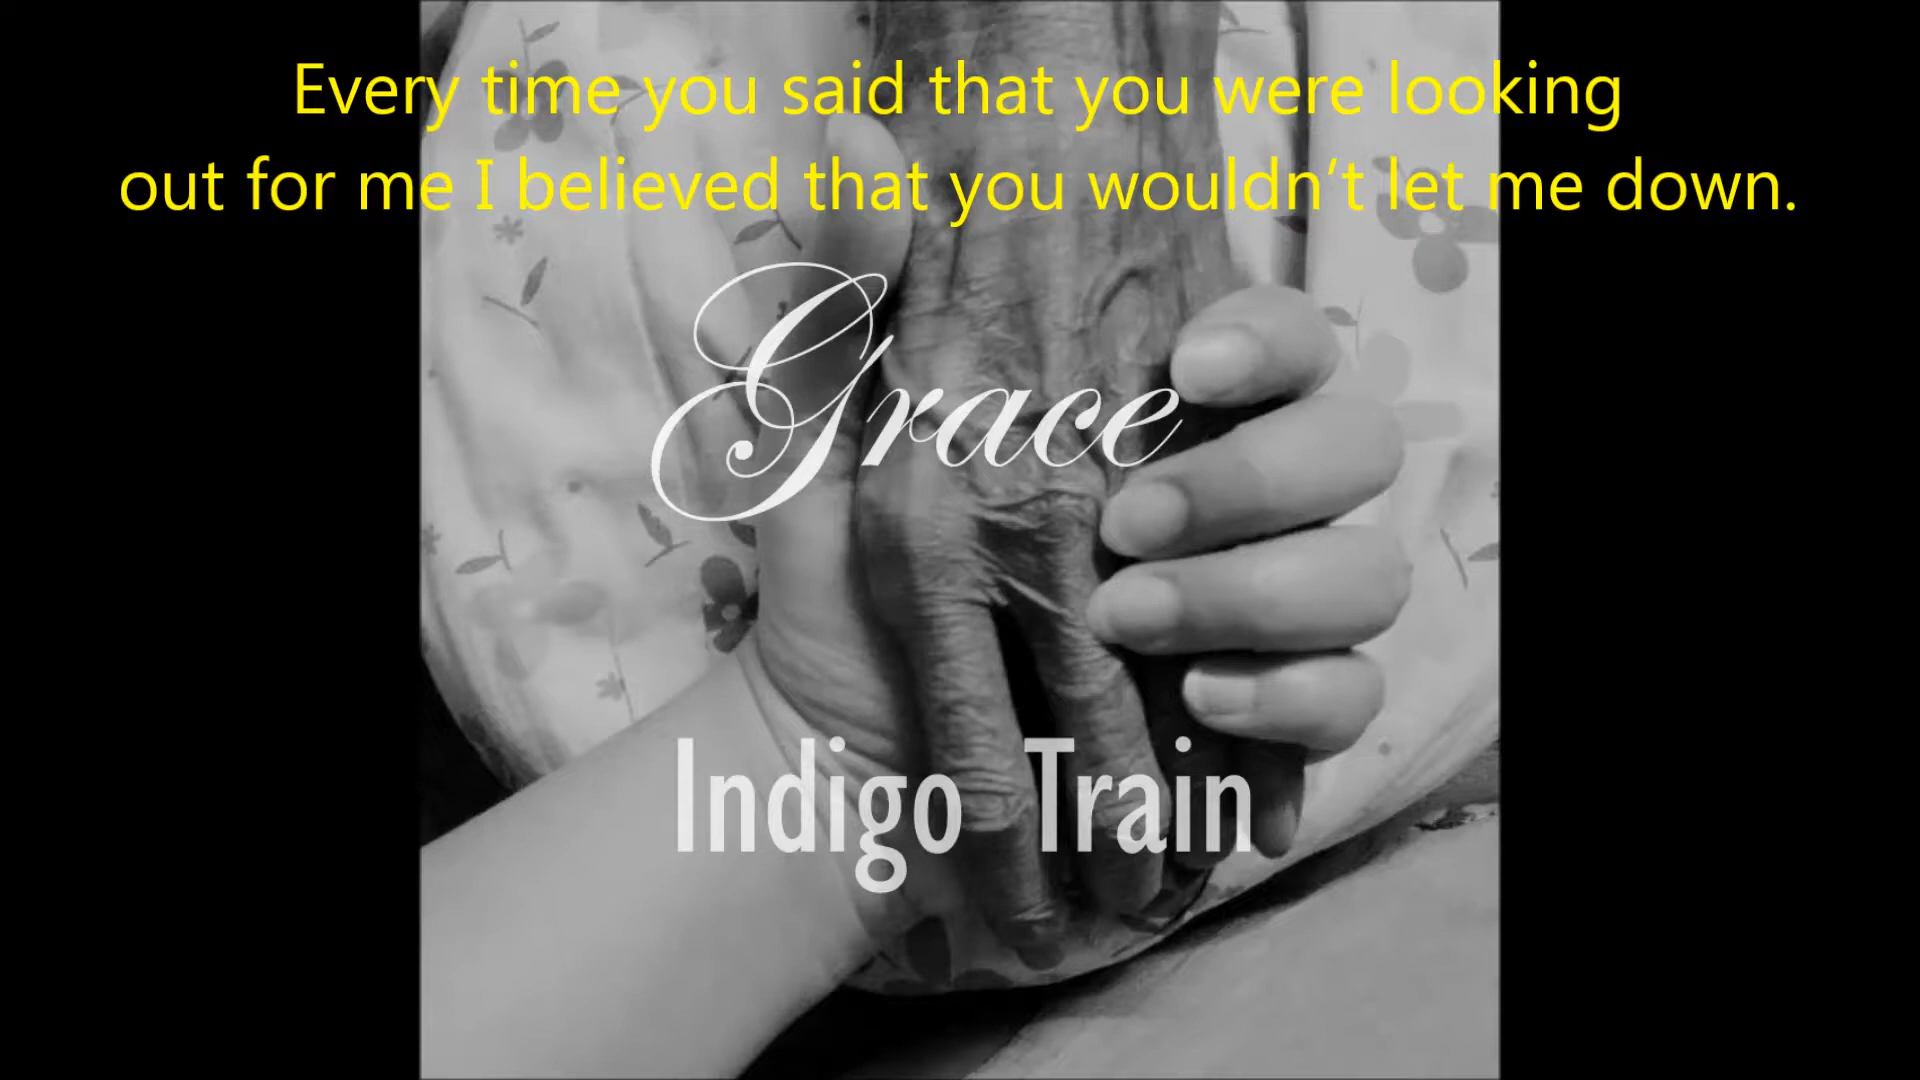 Every time you said that you were looking
out for me I believed that you wouldn’t let me down.
Grace
Indigo Train